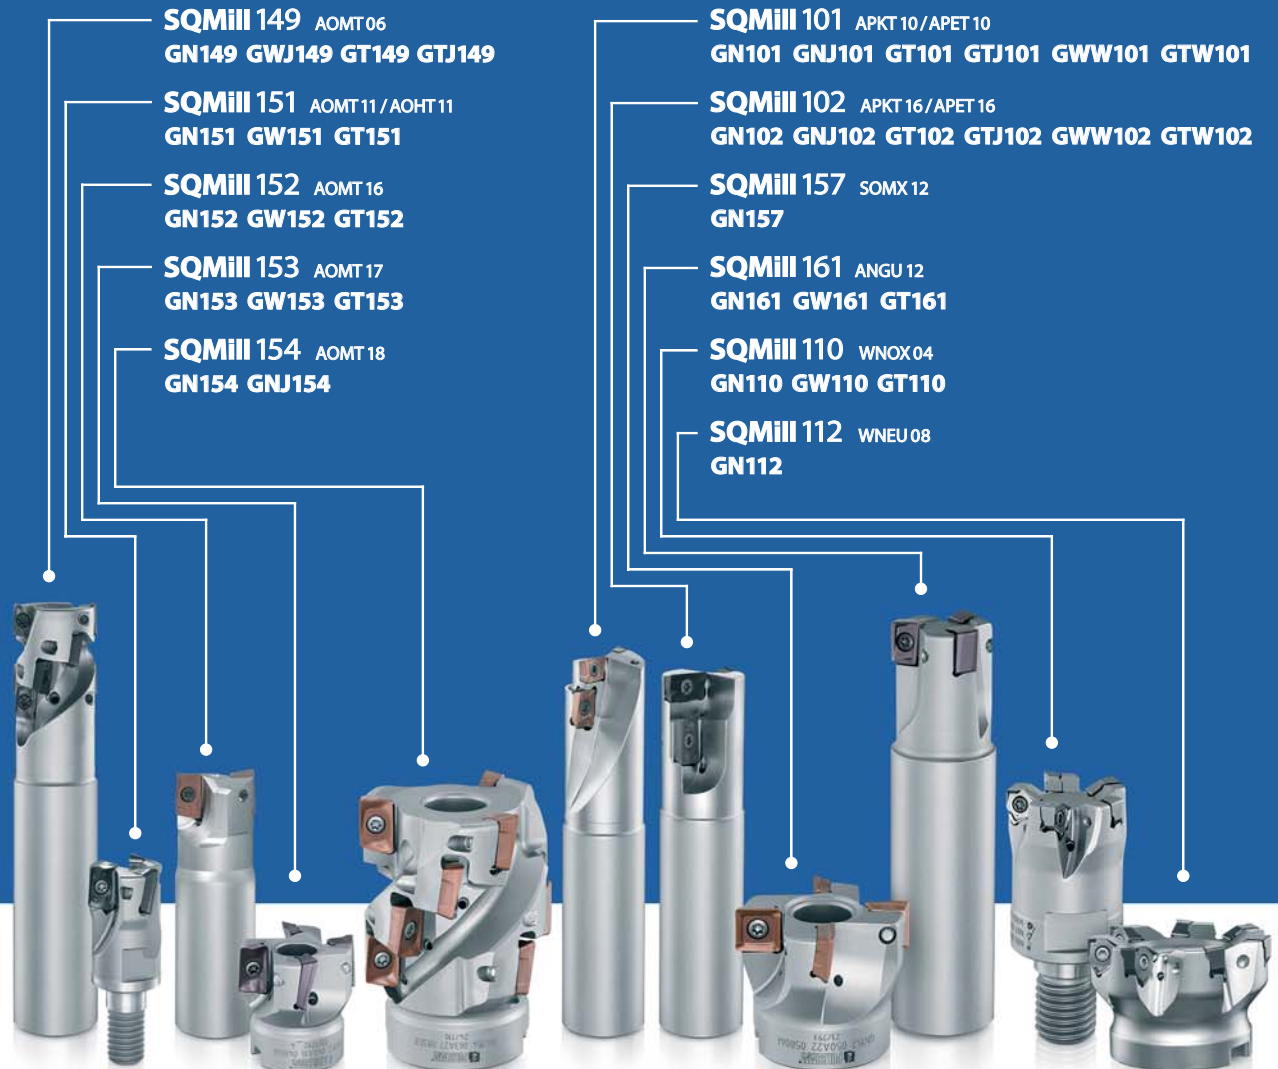 SQMill 149 AOMT 06
GN149 GWJ149 GT149 GTJ149
SQMill 151 AOMT 11 / AOHT 11
GN151 GW151 GT151
SQMill 152 AOMT 16
GN152 GW152 GT152
SQMill 153 AOMT 17
GN153 GW153 GT153
SQMill 154 AOMT 18
GN154 GNJ154
SQMill 101 APKT 10 / APET 10
GN101 GNJ101 GT101 GTJ101 GWW101 GTW101
SQMill 102 APKT 16 / APET 16
GN102 GNJ102 GT102 GTJ102 GWW102 GTW102
SQMill 157 SOMX 12
GN157
SQMill 161 ANGU 12
GN161 GW161 GT161
SQMill 110 WNOX 04
GN110 GW110 GT110
SQMill 112 WNEU 08
GN112